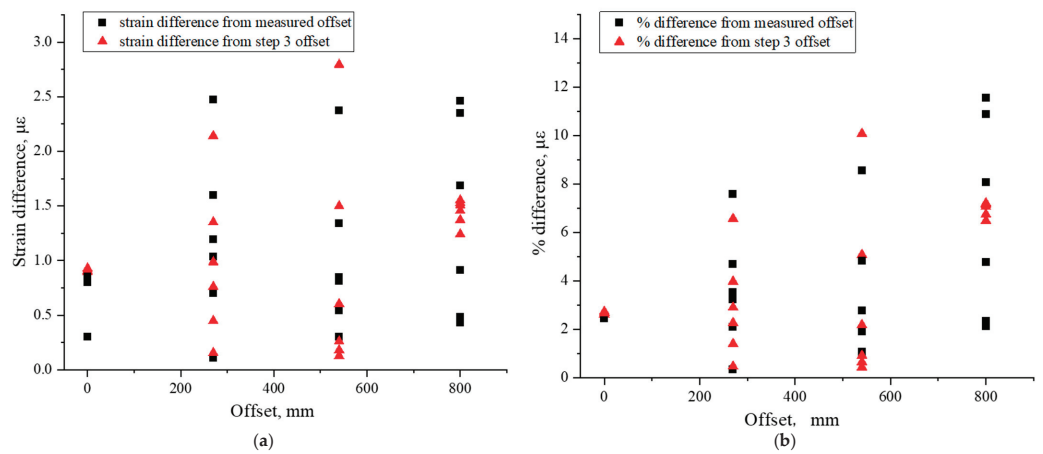 (a)
strain difference from measured offset
strain difference from step 3 offset
3.0
2.5
2.0
1.5
1.0
0.5
0.0
Strain difference, με
0
200
400
600
800
Offset, mm
(a)
(b)
% difference from measured offset
% difference from step 3 offset
14
12
10
8
6
4
2
0
% difference, με
0
200
400
600
800
Offset, mm
(b)